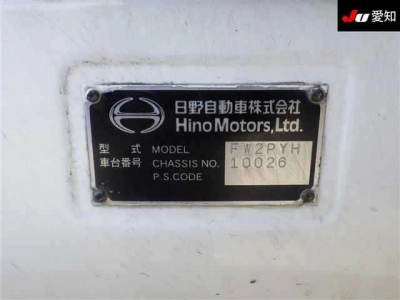 JU 愛知
日野自動車株式会社
Hino Motors, Ltd.
型式 MODEL FW2PYH
車台番号 CHASSIS NO. 10026
P.S.CODE